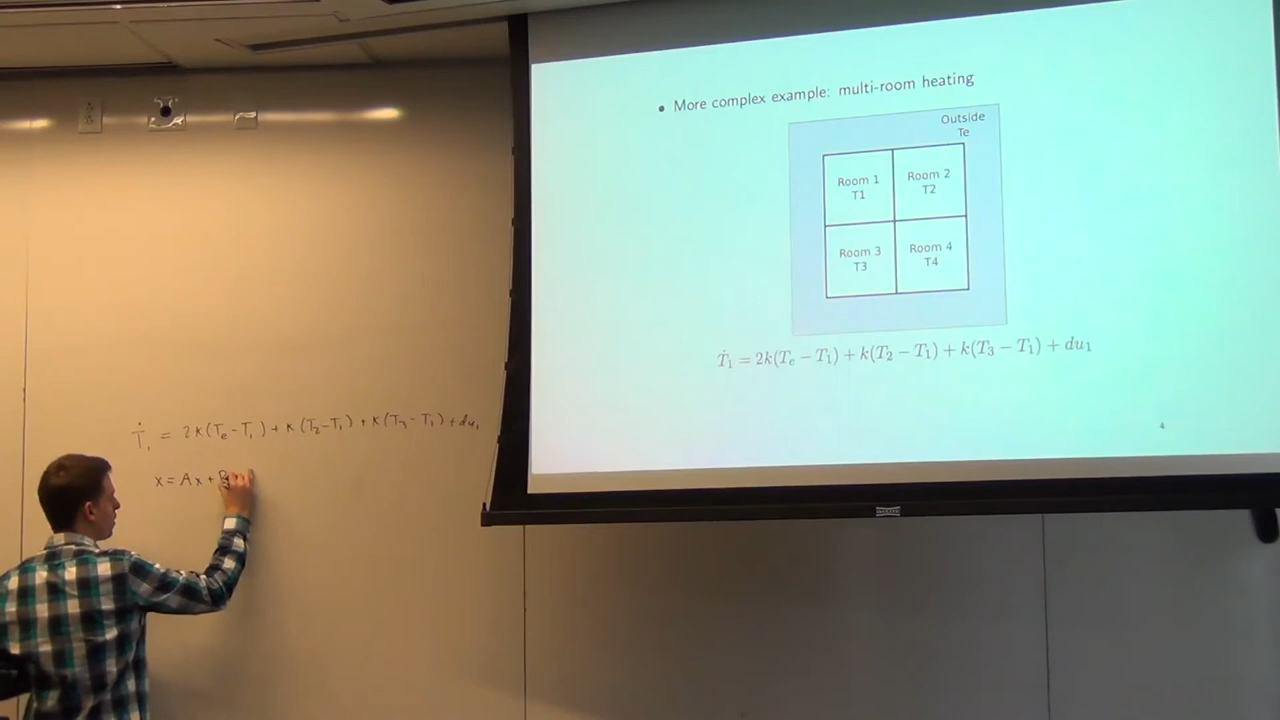 • More complex example: multi-room heating
Outside
Te
Room 1
T1
Room 2
T2
Room 3
T3
Room 4
T4
Ṫ₁ = 2k(Tₑ − T₁) + k(T₂ − T₁) + k(T₃ − T₁) + du₁
4
Ṫ₁ = 2K(Tₑ − T₁) + K(T₂ − T₁) + K(T₃ − T₁) + du₁
x = Ax + B